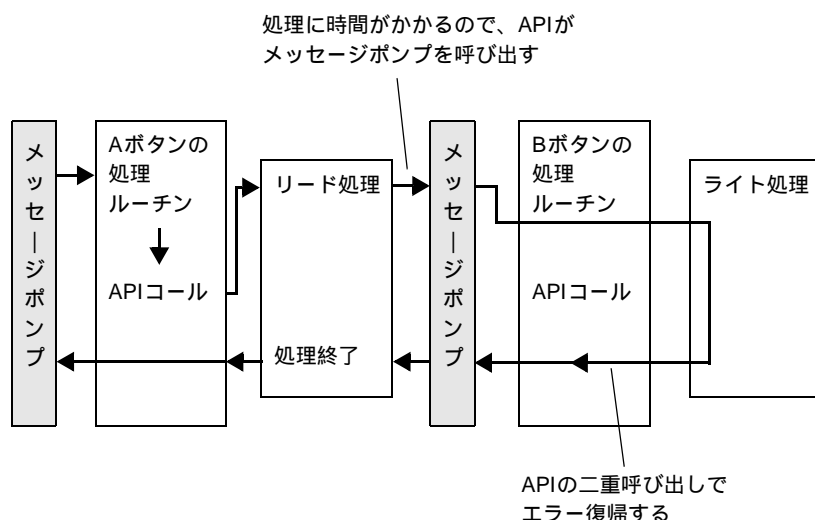 処理に時間がかかるので、APIが
メッセージポンプを呼び出す
メッセージポンプ
Aボタンの
処理
ルーチン
APIコール
リード処理
処理終了
メッセージポンプ
Bボタンの
処理
ルーチン
APIコール
ライト処理
APIの二重呼び出しで
エラー復帰する